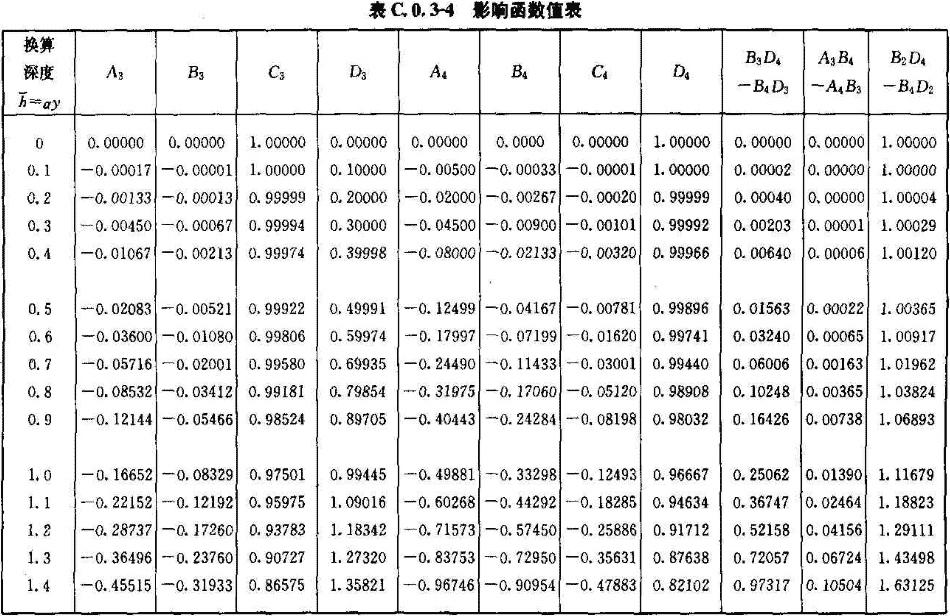 表 C.0.3-4 影响函数值表
换算深度 h̄=αy A₃ B₃ C₃ D₃ A₄ B₄ C₄ D₄ B₃D₄−B₄D₃ A₃B₄−A₄B₃ B₂D₄−B₄D₂
0 0.00000 0.00000 1.00000 0.00000 0.00000 0.0000 0.00000 1.00000 0.00000 0.00000 1.00000
0.1 −0.00017 −0.00001 1.00000 0.10000 −0.00500 −0.00033 −0.00001 1.00000 0.00002 0.00000 1.00000
0.2 −0.00133 −0.00013 0.99999 0.20000 −0.02000 −0.00267 −0.00020 0.99999 0.00040 0.00000 1.00004
0.3 −0.00450 −0.00067 0.99994 0.30000 −0.04500 −0.00900 −0.00101 0.99992 0.00203 0.00001 1.00029
0.4 −0.01067 −0.00213 0.99974 0.39998 −0.08000 −0.02133 −0.00320 0.99966 0.00640 0.00006 1.00120
0.5 −0.02083 −0.00521 0.99922 0.49991 −0.12499 −0.04167 −0.00781 0.99896 0.01563 0.00022 1.00365
0.6 −0.03600 −0.01080 0.99806 0.59974 −0.17997 −0.07199 −0.01620 0.99741 0.03240 0.00065 1.00917
0.7 −0.05716 −0.02001 0.99580 0.69935 −0.24490 −0.11433 −0.03001 0.99440 0.06006 0.00163 1.01962
0.8 −0.08532 −0.03412 0.99181 0.79854 −0.31975 −0.17060 −0.05120 0.98908 0.10248 0.00365 1.03824
0.9 −0.12144 −0.05466 0.98524 0.89705 −0.40443 −0.24284 −0.08198 0.98032 0.16426 0.00738 1.06893
1.0 −0.16652 −0.08329 0.97501 0.99445 −0.49881 −0.33298 −0.12493 0.96667 0.25062 0.01390 1.11679
1.1 −0.22152 −0.12192 0.95975 1.09016 −0.60268 −0.44292 −0.18285 0.94634 0.36747 0.02464 1.18823
1.2 −0.28737 −0.17260 0.93783 1.18342 −0.71573 −0.57450 −0.25886 0.91712 0.52158 0.04156 1.29111
1.3 −0.36496 −0.23760 0.90727 1.27320 −0.83753 −0.72950 −0.35631 0.87638 0.72057 0.06724 1.43498
1.4 −0.45515 −0.31933 0.86575 1.35821 −0.96746 −0.90954 −0.47883 0.82102 0.97317 0.10504 1.63125